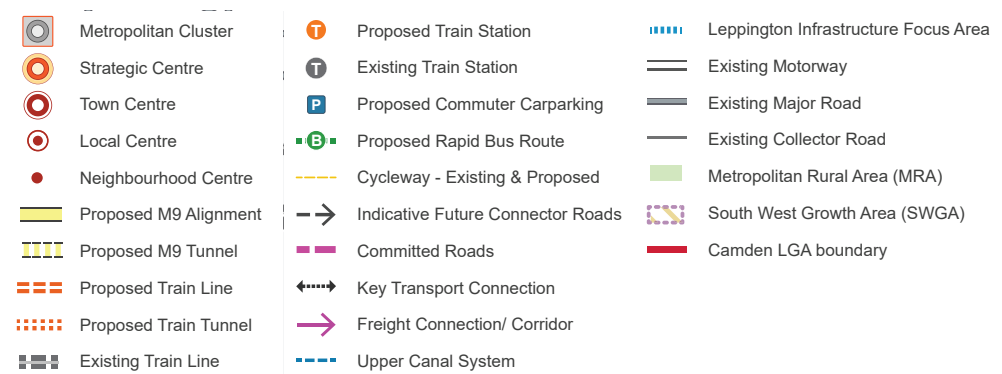 Metropolitan Cluster
Strategic Centre
Town Centre
Local Centre
Neighbourhood Centre
Proposed M9 Alignment
Proposed M9 Tunnel
Proposed Train Line
Proposed Train Tunnel
Existing Train Line
T Proposed Train Station
T Existing Train Station
P Proposed Commuter Carparking
B Proposed Rapid Bus Route
Cycleway - Existing & Proposed
Indicative Future Connector Roads
Committed Roads
Key Transport Connection
Freight Connection/ Corridor
Upper Canal System
Leppington Infrastructure Focus Area
Existing Motorway
Existing Major Road
Existing Collector Road
Metropolitan Rural Area (MRA)
South West Growth Area (SWGA)
Camden LGA boundary